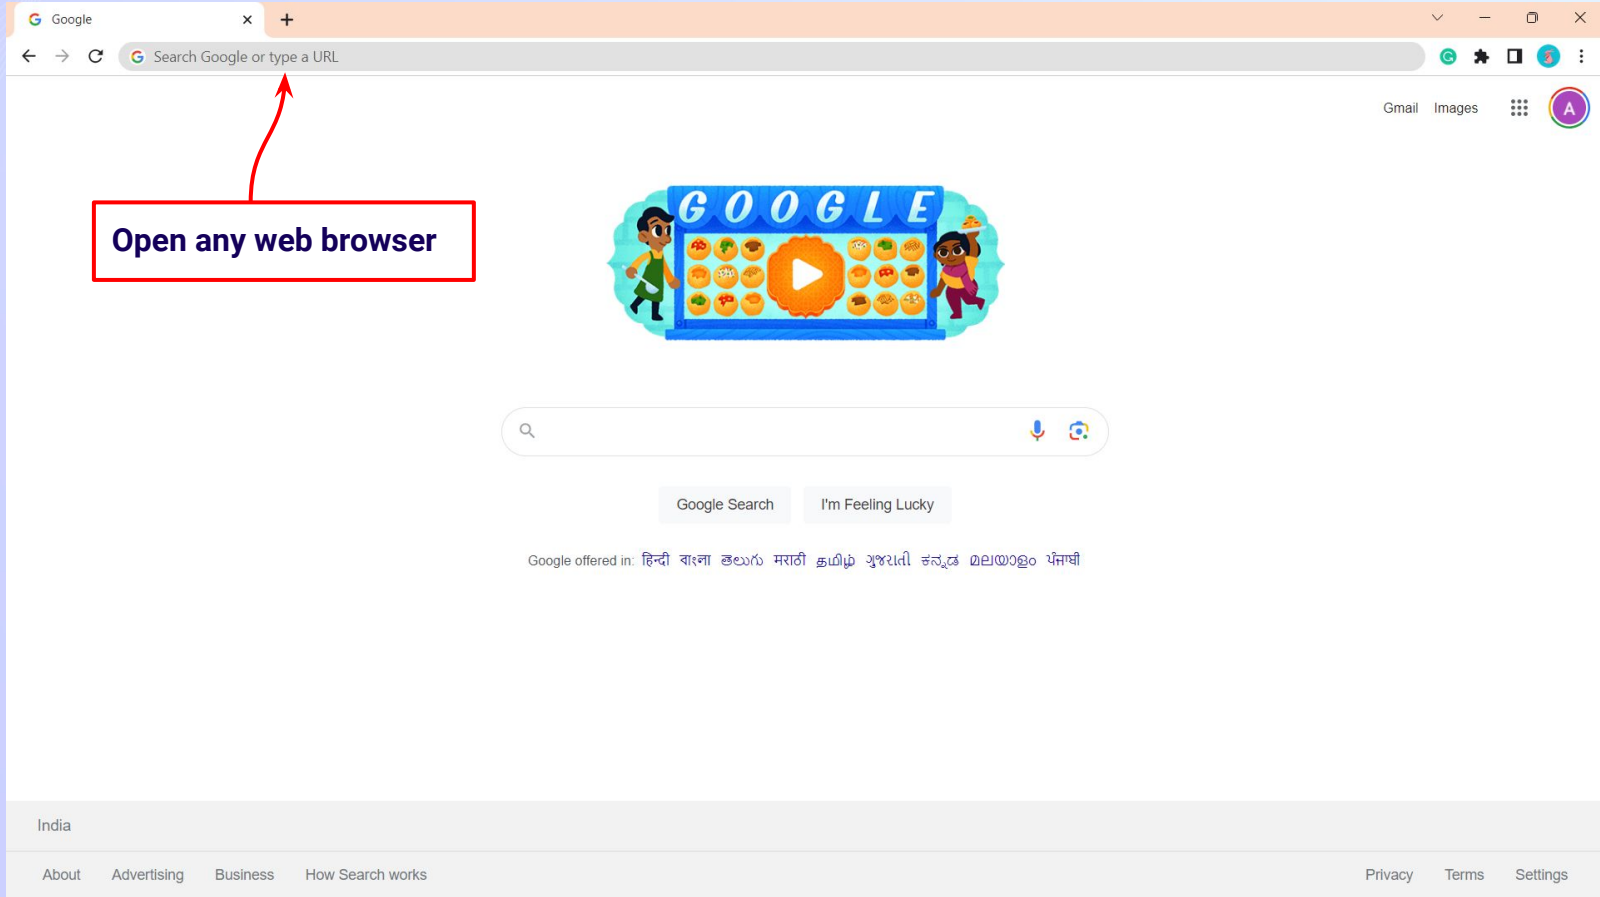 Google
Search Google or type a URL
Gmail Images
A
Open any web browser
GOOGLE
Google Search I'm Feeling Lucky
Google offered in: हिन्दी বাংলা తెలుగు मराठी தமிழ் ગુજરાતી ಕನ್ನಡ മലയാളം ਪੰਜਾਬੀ
India
About Advertising Business How Search works Privacy Terms Settings